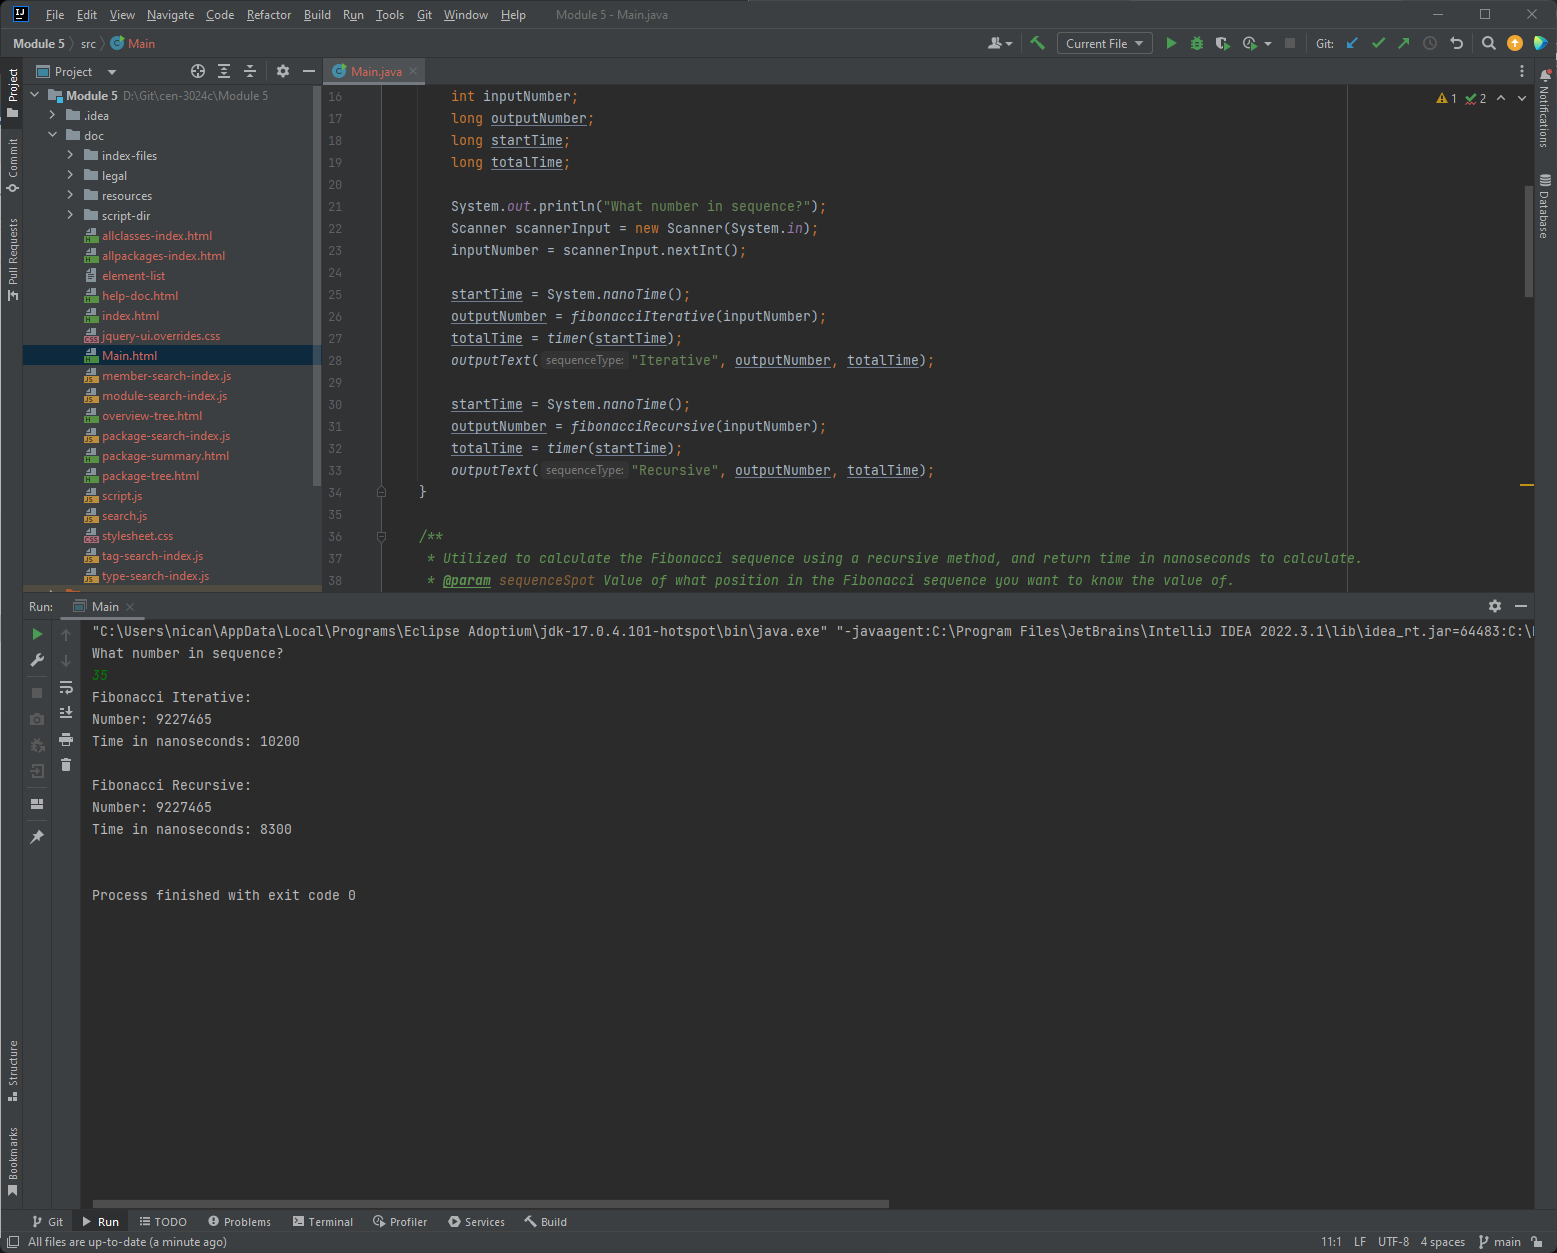 File Edit View Navigate Code Refactor Build Run Tools Git Window Help Module 5 - Main.java
Module 5 src Main Current File Git:
Project
Main.java
Module 5 D:\Git\cen-3024c\Module 5
.idea
doc
index-files
legal
resources
script-dir
allclasses-index.html
allpackages-index.html
element-list
help-doc.html
index.html
jquery-ui.overrides.css
Main.html
member-search-index.js
module-search-index.js
overview-tree.html
package-search-index.js
package-summary.html
package-tree.html
script.js
search.js
stylesheet.css
tag-search-index.js
type-search-index.js
Project
Commit
Pull Requests
Structure
Bookmarks
1 2
16 int inputNumber;
17 long outputNumber;
18 long startTime;
19 long totalTime;
20
21 System.out.println("What number in sequence?");
22 Scanner scannerInput = new Scanner(System.in);
23 inputNumber = scannerInput.nextInt();
24
25 startTime = System.nanoTime();
26 outputNumber = fibonacciIterative(inputNumber);
27 totalTime = timer(startTime);
28 outputText( sequenceType: "Iterative", outputNumber, totalTime);
29
30 startTime = System.nanoTime();
31 outputNumber = fibonacciRecursive(inputNumber);
32 totalTime = timer(startTime);
33 outputText( sequenceType: "Recursive", outputNumber, totalTime);
34 }
35
36 /**
37 * Utilized to calculate the Fibonacci sequence using a recursive method, and return time in nanoseconds to calculate.
38 * @param sequenceSpot Value of what position in the Fibonacci sequence you want to know the value of.
Notifications
Database
Run: Main
"C:\Users\nican\AppData\Local\Programs\Eclipse Adoptium\jdk-17.0.4.101-hotspot\bin\java.exe" "-javaagent:C:\Program Files\JetBrains\IntelliJ IDEA 2022.3.1\lib\idea_rt.jar=64483:C:\
What number in sequence?
35
Fibonacci Iterative:
Number: 9227465
Time in nanoseconds: 10200

Fibonacci Recursive:
Number: 9227465
Time in nanoseconds: 8300

Process finished with exit code 0
Git Run TODO Problems Terminal Profiler Services Build
All files are up-to-date (a minute ago) 11:1 LF UTF-8 4 spaces main